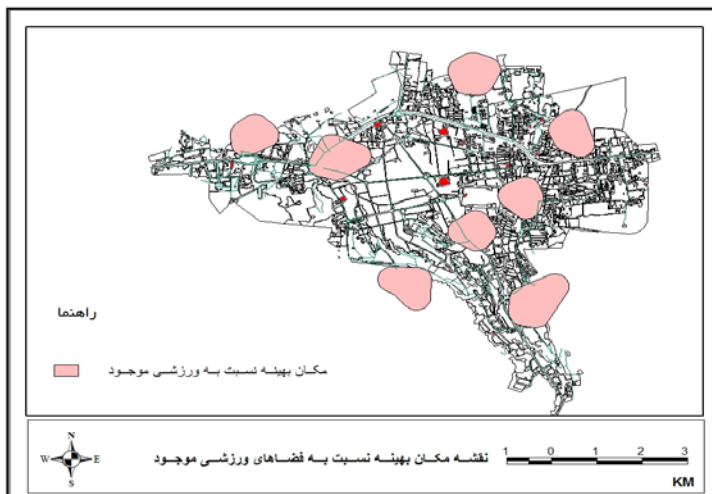 راهنما
مکان بهینه نسبت به ورزشی موجود
N
W E
S
نقشه مکان بهینه نسبت به فضاهای ورزشی موجود
1 0 1 2 3
KM